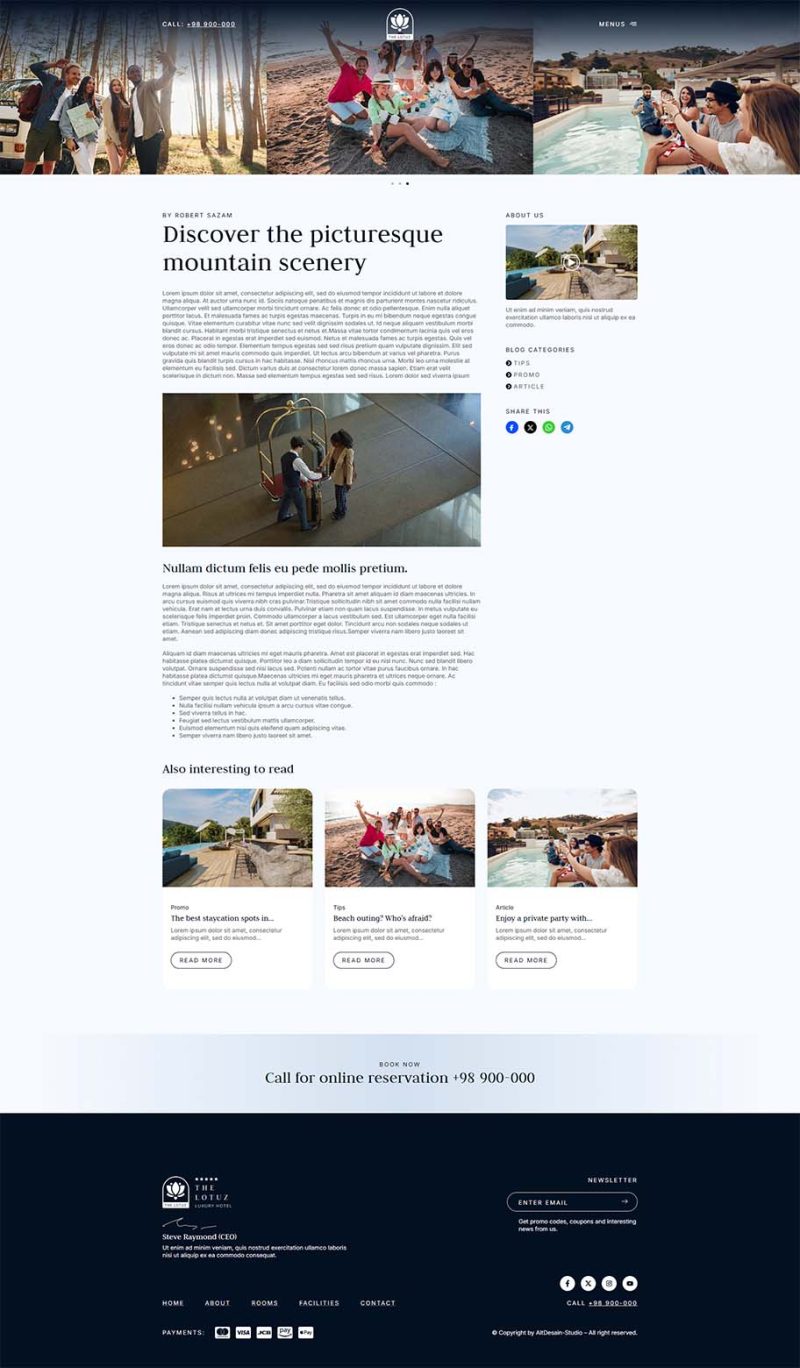 CALL: +98 900-000
THE LOTUZ
MENUS
BY ROBERT SAZAM
Discover the picturesque
mountain scenery
Lorem ipsum dolor sit amet, consectetur adipiscing elit, sed do eiusmod tempor incididunt ut labore et dolore
magna aliqua. At auctor urna nunc id. Sociis natoque penatibus et magnis dis parturient montes nascetur ridiculus.
Ullamcorper velit sed ullamcorper morbi tincidunt ornare. Ac felis donec et odio pellentesque. Enim nulla aliquet
porttitor lacus. Et malesuada fames ac turpis egestas maecenas. Turpis in eu mi bibendum neque egestas congue
quisque. Vitae elementum curabitur vitae nunc sed velit dignissim sodales ut. Id neque aliquam vestibulum morbi
blandit cursus. Habitant morbi tristique senectus et netus et.Massa vitae tortor condimentum lacinia quis vel eros
donec ac. Placerat in egestas erat imperdiet sed euismod. Netus et malesuada fames ac turpis egestas. Quis vel
eros donec ac odio tempor. Elementum tempus egestas sed sed risus pretium quam vulputate dignissim. Elit sed
vulputate mi sit amet mauris commodo quis imperdiet. Ut lectus arcu bibendum at varius vel pharetra. Purus
gravida quis blandit turpis cursus in hac habitasse. Nisl rhoncus mattis rhoncus urna. Morbi leo urna molestie at
elementum eu facilisis sed. Dictum varius duis at consectetur lorem donec massa sapien. Etiam erat velit
scelerisque in dictum non. Massa sed elementum tempus egestas sed sed risus. Lorem dolor sed viverra ipsum
ABOUT US
Ut enim ad minim veniam, quis nostrud
exercitation ullamco laboris nisi ut aliquip ex ea
commodo.
BLOG CATEGORIES
TIPS
PROMO
ARTICLE
SHARE THIS
Nullam dictum felis eu pede mollis pretium.
Lorem ipsum dolor sit amet, consectetur adipiscing elit, sed do eiusmod tempor incididunt ut labore et dolore
magna aliqua. Risus at ultrices mi tempus imperdiet nulla. Pharetra sit amet aliquam id diam maecenas ultricies. In
arcu cursus euismod quis viverra nibh cras pulvinar.Tristique sollicitudin nibh sit amet commodo nulla facilisi nullam
vehicula. Erat nam at lectus urna duis convallis. Pulvinar etiam non quam lacus suspendisse. In metus vulputate eu
scelerisque felis imperdiet proin. Commodo ullamcorper a lacus vestibulum sed. Est ullamcorper eget nulla facilisi
etiam. Tristique senectus et netus et. Sit amet porttitor eget dolor. Tincidunt arcu non sodales neque sodales ut
etiam. Aenean sed adipiscing diam donec adipiscing tristique risus.Semper viverra nam libero justo laoreet sit
amet.
Aliquam id diam maecenas ultricies mi eget mauris pharetra. Amet est placerat in egestas erat imperdiet sed. Hac
habitasse platea dictumst quisque. Porttitor leo a diam sollicitudin tempor id eu nisl nunc. Nunc sed blandit libero
volutpat. Ornare suspendisse sed nisi lacus sed. Potenti nullam ac tortor vitae purus faucibus ornare. In hac
habitasse platea dictumst quisque.Maecenas ultricies mi eget mauris pharetra et ultrices neque ornare. Ac
tincidunt vitae semper quis lectus nulla at volutpat diam. Eu facilisis sed odio morbi quis commodo :
Semper quis lectus nulla at volutpat diam ut venenatis tellus.
Nulla facilisi nullam vehicula ipsum a arcu cursus vitae congue.
Sed viverra tellus in hac.
Feugiat sed lectus vestibulum mattis ullamcorper.
Euismod elementum nisi quis eleifend quam adipiscing vitae.
Semper viverra nam libero justo laoreet sit amet.
Also interesting to read
Promo
The best staycation spots in...
Lorem ipsum dolor sit amet, consectetur
adipiscing elit, sed do eiusmod...
READ MORE
Tips
Beach outing? Who's afraid?
Lorem ipsum dolor sit amet, consectetur
adipiscing elit, sed do eiusmod...
READ MORE
Article
Enjoy a private party with...
Lorem ipsum dolor sit amet, consectetur
adipiscing elit, sed do eiusmod...
READ MORE
BOOK NOW
Call for online reservation +98 900-000
THE LOTUZ
THE
LOTUZ
LUXURY HOTEL
Steve Raymond (CEO)
Ut enim ad minim veniam, quis nostrud exercitation ullamco laboris
nisi ut aliquip ex ea commodo consequat.
NEWSLETTER
ENTER EMAIL
Get promo codes, coupons and interesting
news from us.
HOME ABOUT ROOMS FACILITIES CONTACT
CALL +98 900-000
PAYMENTS: VISA JCB pay Pay
© Copyright by AltDesain-Studio – All right reserved.